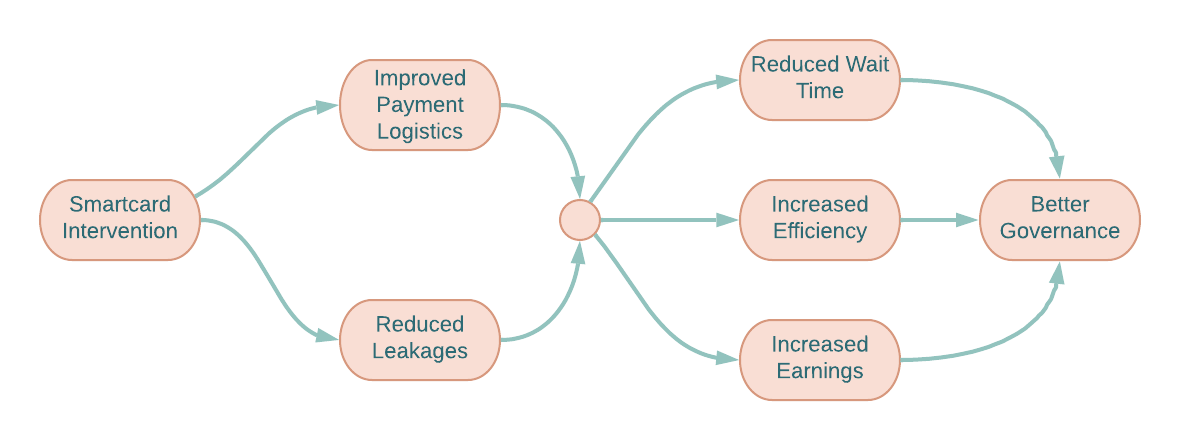 Smartcard
Intervention
Improved
Payment
Logistics
Reduced
Leakages
Reduced Wait
Time
Increased
Efficiency
Increased
Earnings
Better
Governance